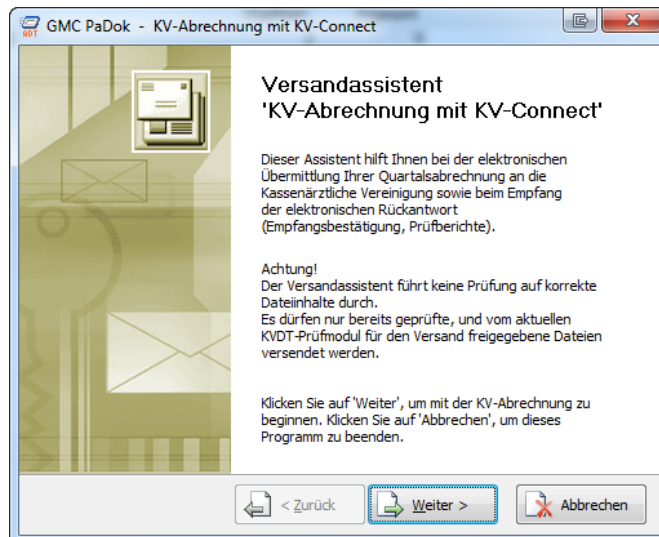 GMC PaDok - KV-Abrechnung mit KV-Connect
ADT
Versandassistent
'KV-Abrechnung mit KV-Connect'
Dieser Assistent hilft Ihnen bei der elektronischen
Übermittlung Ihrer Quartalsabrechnung an die
Kassenärztliche Vereinigung sowie beim Empfang
der elektronischen Rückantwort
(Empfangsbestätigung, Prüfberichte).
Achtung!
Der Versandassistent führt keine Prüfung auf korrekte
Dateiinhalte durch.
Es dürfen nur bereits geprüfte, und vom aktuellen
KVDT-Prüfmodul für den Versand freigegebene Dateien
versendet werden.
Klicken Sie auf 'Weiter', um mit der KV-Abrechnung zu
beginnen. Klicken Sie auf 'Abbrechen', um dieses
Programm zu beenden.
< Zurück
Weiter >
Abbrechen